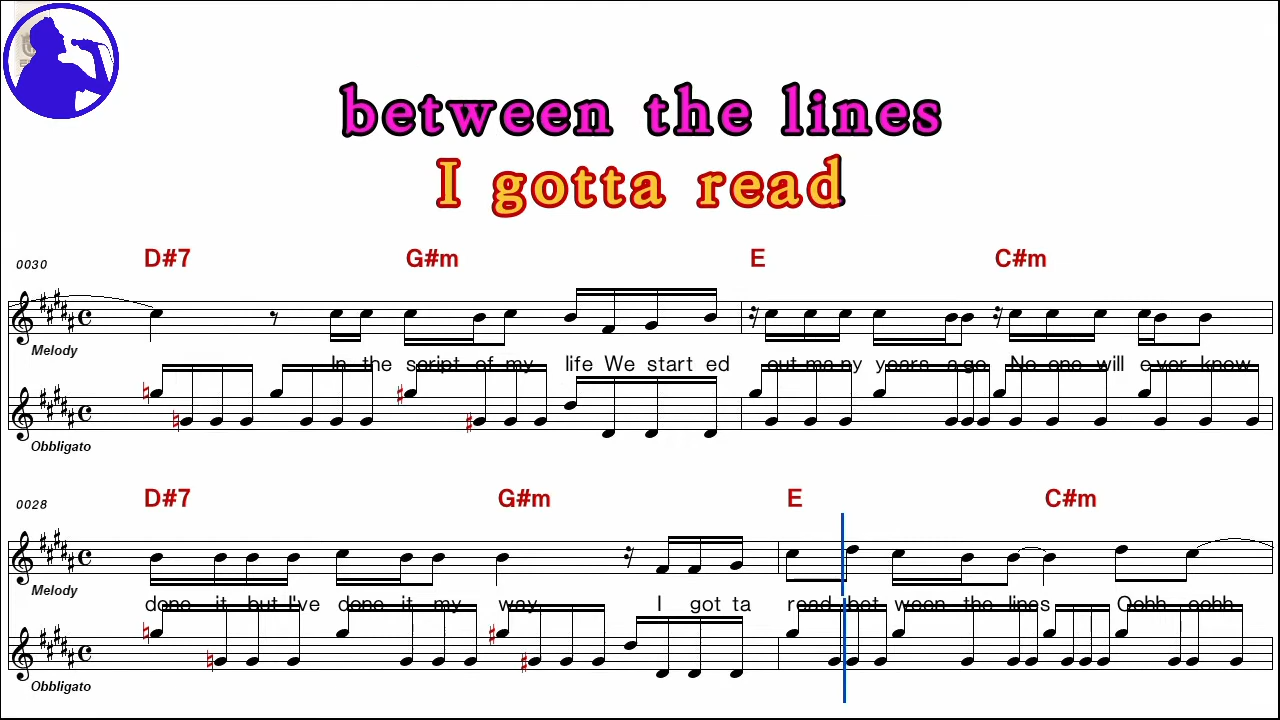 between the lines
I gotta read
D#7 G#m E C#m
0030
Melody
In the script of my life We start ed out ma ny years a go No one will e ver know
Obbligato
D#7 G#m E C#m
0028
Melody
done it but I've done it my way I got ta read bet ween the lines Oohh oohh
Obbligato